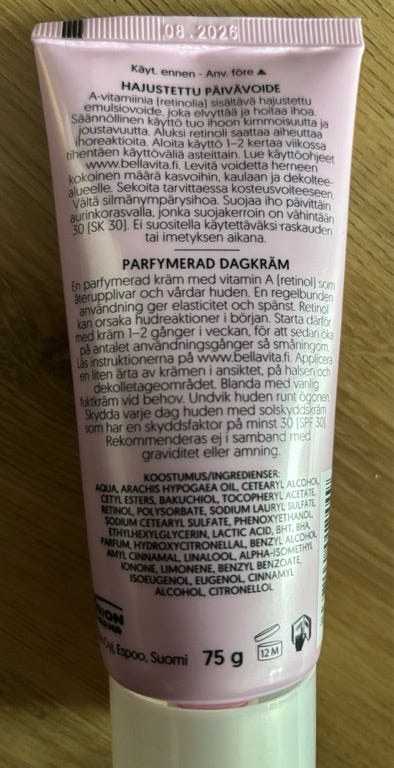 08.2026
Käyt. ennen - Anv. före
HAJUSTETTU PÄIVÄVOIDE
A-vitamiinia (retinolia) sisältävä hajustettu
emulsiovoide, joka elvyttää ja hoitaa ihoa.
Säännöllinen käyttö tuo ihoon kimmoisuutta ja
joustavuutta. Aluksi retinoli saattaa aiheuttaa
ihoreaktioita. Aloita käyttö 1–2 kertaa viikossa
tihentäen käyttöväliä asteittain. Lue käyttöohjeet
www.bellavita.fi. Levitä voidetta herneen
kokoinen määrä kasvoihin, kaulaan ja dekoltee-
alueelle. Sekoita tarvittaessa kosteusvoiteeseen.
Vältä silmänympärysihoa. Suojaa iho päivittäin
aurinkorasvalla, jonka suojakerroin on vähintään
30 (SK 30). Ei suositella käytettäväksi raskauden
tai imetyksen aikana.
PARFYMERAD DAGKRÄM
En parfymerad kräm med vitamin A (retinol) som
återupplivar och vårdar huden. En regelbunden
användning ger elasticitet och spänst. Retinol
kan orsaka hudreaktioner i början. Starta därför
med kräm 1–2 gånger i veckan, för att sedan öka
på antalet användningsgånger så småningom.
Läs instruktionerna på www.bellavita.fi. Applicera
en liten ärta av krämen i ansiktet, på halsen och
dekolletageområdet. Blanda med vanlig
fuktkräm vid behov. Undvik huden runt ögonen.
Skydda varje dag huden med solskyddskräm
som har en skyddsfaktor på minst 30 (SPF 30).
Rekommenderas ej i samband med
graviditet eller amning.
KOOSTUMUS/INGREDIENSER:
AQUA, ARACHIS HYPOGAEA OIL, CETEARYL ALCOHOL,
CETYL ESTERS, BAKUCHIOL, TOCOPHERYL ACETATE,
RETINOL, POLYSORBATE, SODIUM LAURYL SULFATE,
SODIUM CETEARYL SULFATE, PHENOXYETHANOL,
ETHYLHEXYLGLYCERIN, LACTIC ACID, BHT, BHA,
PARFUM, HYDROXYCITRONELLAL, BENZYL ALCOHOL,
AMYL CINNAMAL, LINALOOL, ALPHA-ISOMETHYL
IONONE, LIMONENE, BENZYL BENZOATE,
ISOEUGENOL, EUGENOL, CINNAMYL
ALCOHOL, CITRONELLOL
Oy, Espoo, Suomi 75 g 12 M